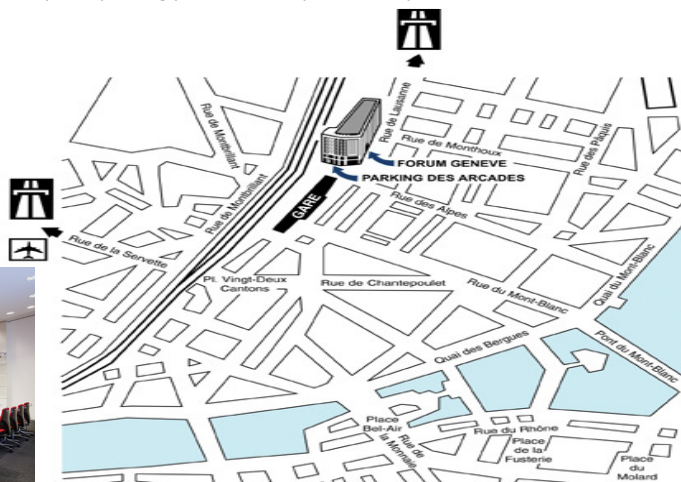 Rue de Lausanne
Rue de Montbrillant
Rue de Monthoux
Rue des Pâquis
FORUM GENEVE
PARKING DES ARCADES
GARE
Rue de Montbrillant
Rue des Alpes
Rue de la Servette
Pl. Vingt-Deux
Cantons
Rue de Chantepoulet
Rue du Mont-Blanc
Quai du Mont-Blanc
Quai des Bergues
Pont du Mont-Blanc
Place
Bel-Air
Rue de
la Monnaie
Rue du Rhône
Place
de la
Fusterie
Place
du
Molard